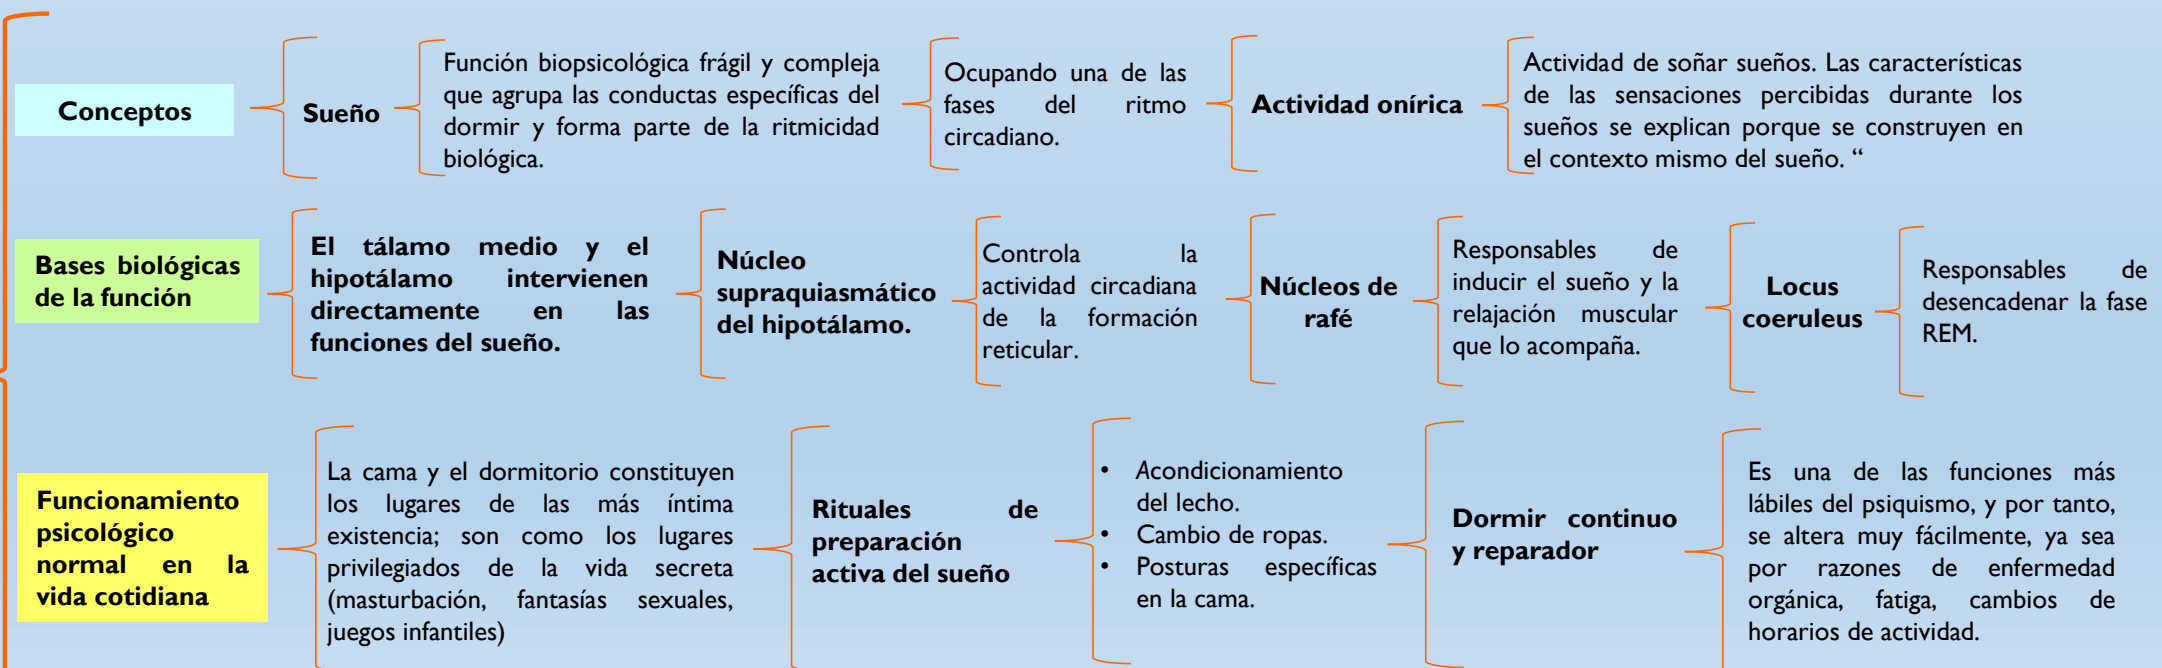 Conceptos
Sueño
Función biopsicológica frágil y compleja
que agrupa las conductas específicas del
dormir y forma parte de la ritmicidad
biológica.
Ocupando una de las
fases del ritmo
circadiano.
Actividad onírica
Actividad de soñar sueños. Las características
de las sensaciones percibidas durante los
sueños se explican porque se construyen en
el contexto mismo del sueño. “
Bases biológicas
de la función
El tálamo medio y el
hipotálamo intervienen
directamente en las
funciones del sueño.
Núcleo
supraquiasmático
del hipotálamo.
Controla la
actividad circadiana
de la formación
reticular.
Núcleos de
rafé
Responsables de
inducir el sueño y la
relajación muscular
que lo acompaña.
Locus
coeruleus
Responsables de
desencadenar la fase
REM.
Funcionamiento
psicológico
normal en la
vida cotidiana
La cama y el dormitorio constituyen
los lugares de las más íntima
existencia; son como los lugares
privilegiados de la vida secreta
(masturbación, fantasías sexuales,
juegos infantiles)
Rituales de
preparación
activa del sueño
• Acondicionamiento
del lecho.
• Cambio de ropas.
• Posturas específicas
en la cama.
Dormir continuo
y reparador
Es una de las funciones más
lábiles del psiquismo, y por tanto,
se altera muy fácilmente, ya sea
por razones de enfermedad
orgánica, fatiga, cambios de
horarios de actividad.